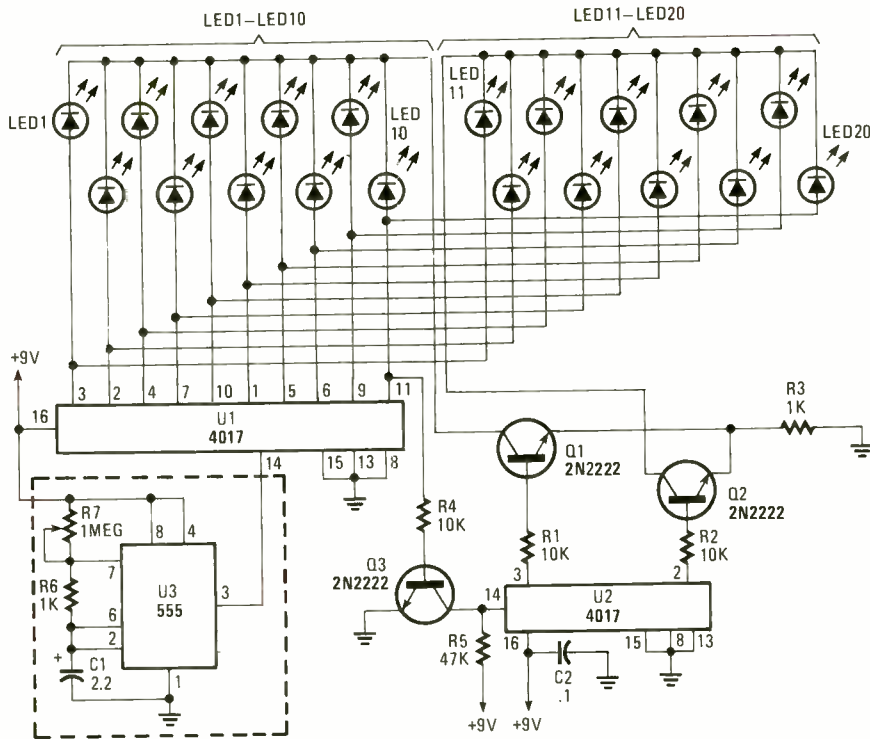 LED1–LED10
LED11–LED20
LED1
LED
10
LED
11
LED20
+9V
3
2
4
7
10
1
5
6
9
11
16
U1
4017
14
15
13
8
R3
1K
Q1
2N2222
Q2
2N2222
R4
10K
R1
10K
R2
10K
R7
1MEG
8
4
7
U3
555
3
R6
1K
6
2
+
C1
2.2
1
Q3
2N2222
14
3
2
U2
4017
16
15
8
13
R5
47K
C2
.1
+9V
+9V